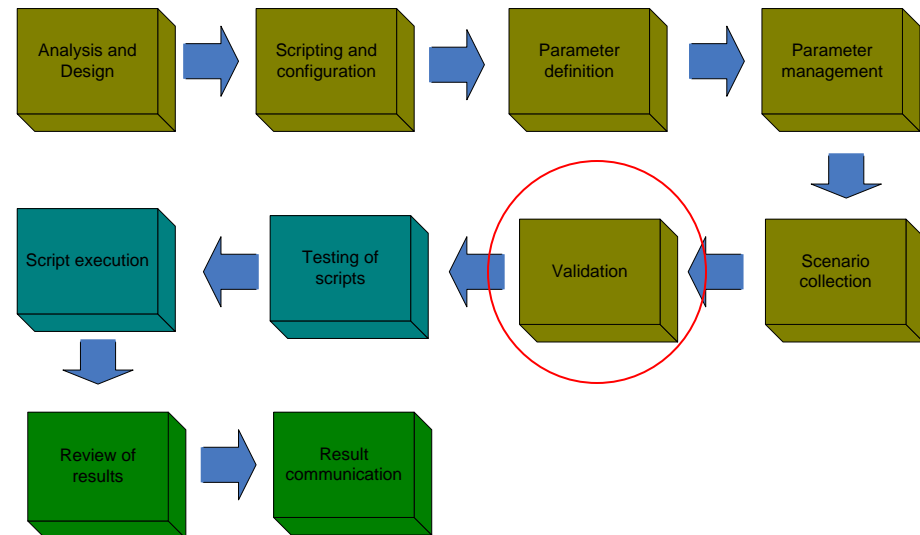 Analysis and
Design
Scripting and
configuration
Parameter
definition
Parameter
management
Scenario
collection
Validation
Testing of
scripts
Script execution
Review of
results
Result
communication